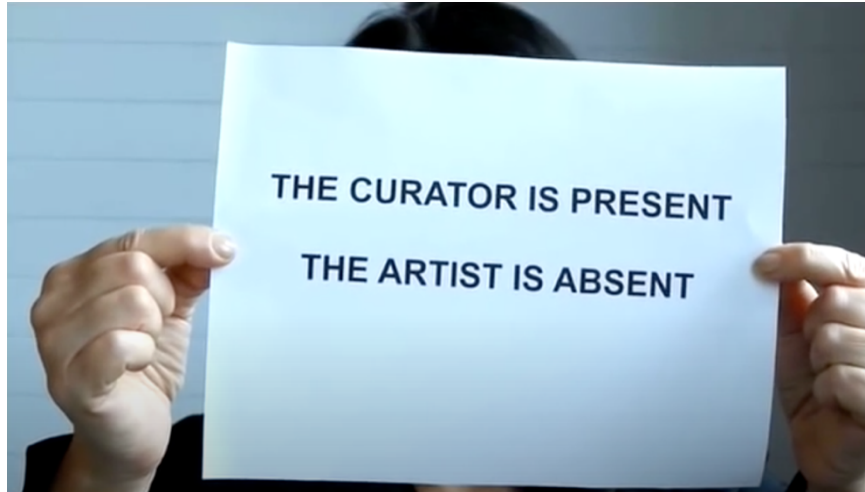 THE CURATOR IS PRESENT
THE ARTIST IS ABSENT